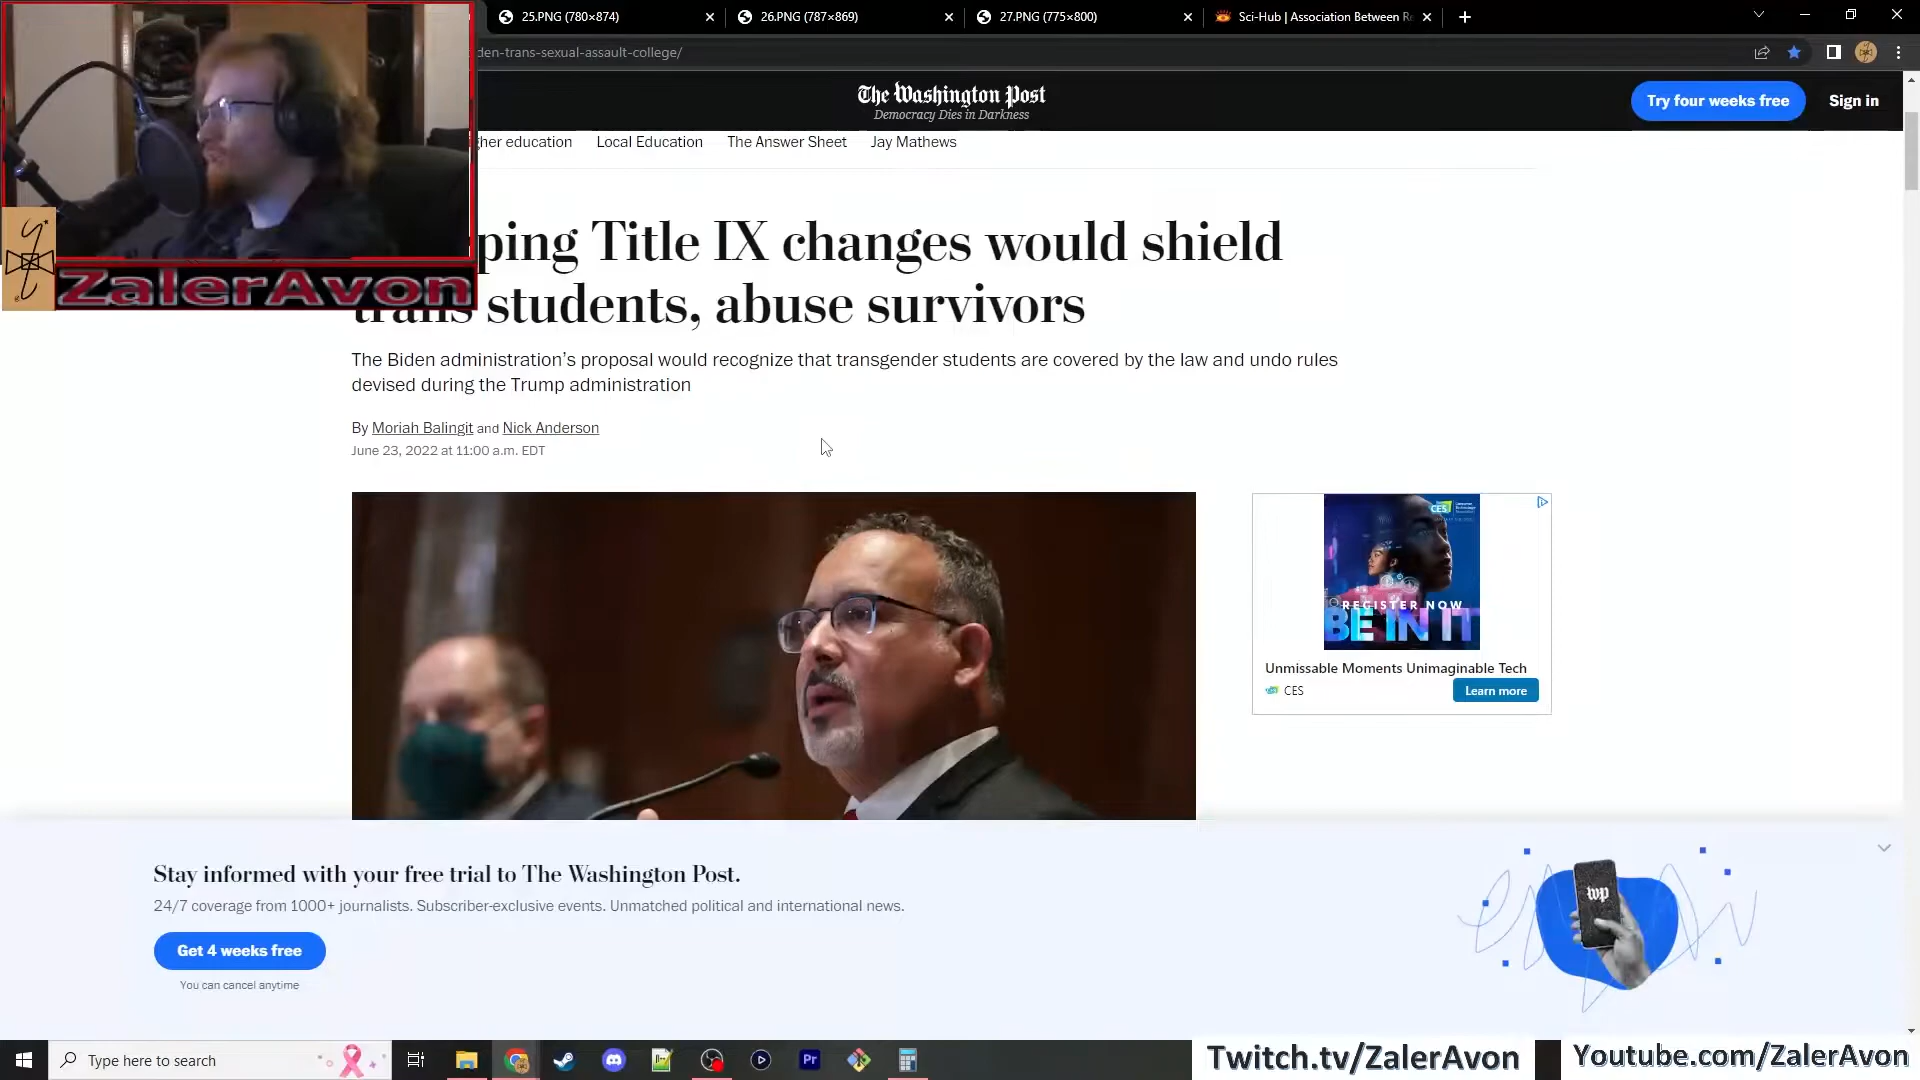 25.PNG (780×874)
26.PNG (787×869)
27.PNG (775×800)
Sci-Hub | Association Between
den-trans-sexual-assault-college/
The Washington Post
Democracy Dies in Darkness
Try four weeks free
Sign in
her education
Local Education
The Answer Sheet
Jay Mathews
ping Title IX changes would shield
trans students, abuse survivors
The Biden administration's proposal would recognize that transgender students are covered by the law and undo rules
devised during the Trump administration
By Moriah Balingit and Nick Anderson
June 23, 2022 at 11:00 a.m. EDT
ZalerAvon
CES
REGISTER NOW
BE IN IT
Unmissable Moments Unimaginable Tech
CES
Learn more
Stay informed with your free trial to The Washington Post.
24/7 coverage from 1000+ journalists. Subscriber-exclusive events. Unmatched political and international news.
Get 4 weeks free
You can cancel anytime
wp
Type here to search
Pr
Twitch.tv/ZalerAvon
Youtube.com/ZalerAvon